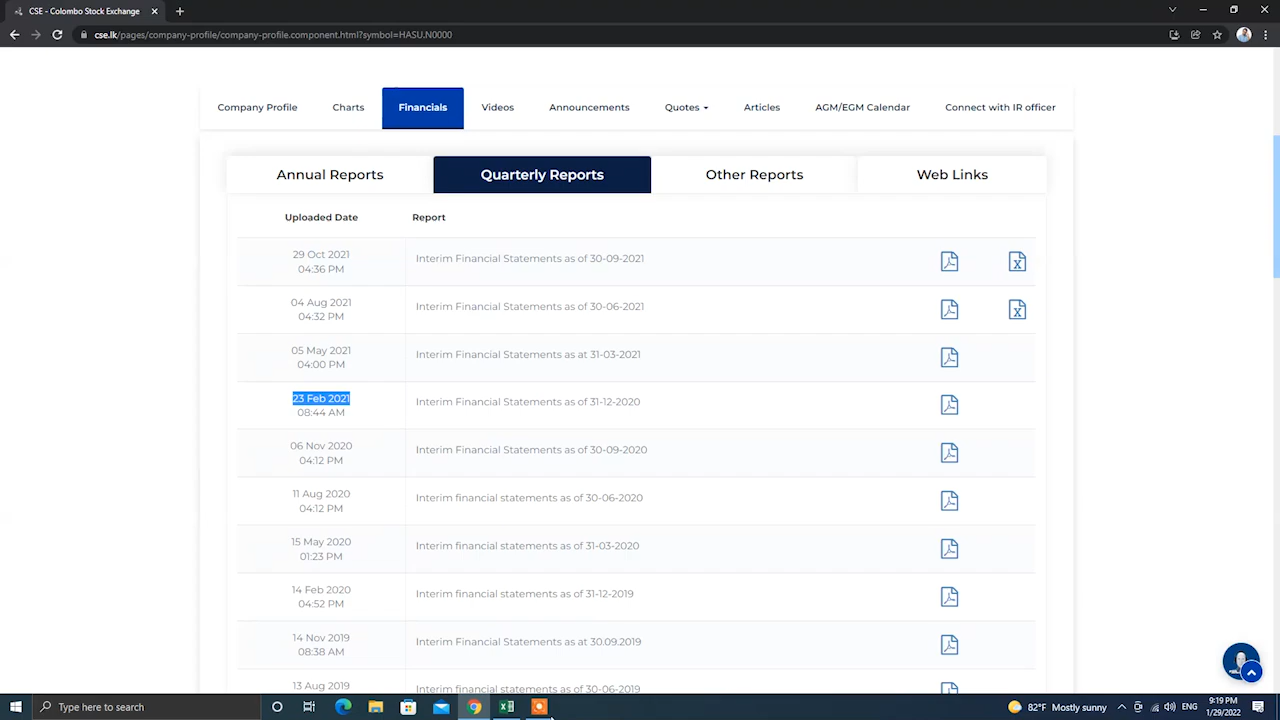 CSE - Colombo Stock Exchange
cse.lk/pages/company-profile/company-profile.component.html?symbol=HASU.N0000
Company Profile Charts Financials Videos Announcements Quotes Articles AGM/EGM Calendar Connect with IR officer
Annual Reports Quarterly Reports Other Reports Web Links
Uploaded Date Report
29 Oct 2021
04:36 PM
Interim Financial Statements as of 30-09-2021
04 Aug 2021
04:32 PM
Interim Financial Statements as of 30-06-2021
05 May 2021
04:00 PM
Interim Financial Statements as at 31-03-2021
23 Feb 2021
08:44 AM
Interim Financial Statements as of 31-12-2020
06 Nov 2020
04:12 PM
Interim Financial Statements as of 30-09-2020
11 Aug 2020
04:12 PM
Interim financial statements as of 30-06-2020
15 May 2020
01:23 PM
Interim financial statements as of 31-03-2020
14 Feb 2020
04:52 PM
Interim financial statements as of 31-12-2019
14 Nov 2019
08:38 AM
Interim Financial Statements as at 30.09.2019
13 Aug 2019
Interim financial statements as of 30-06-2019
Type here to search
82°F Mostly sunny
9:19 PM
1/29/2022